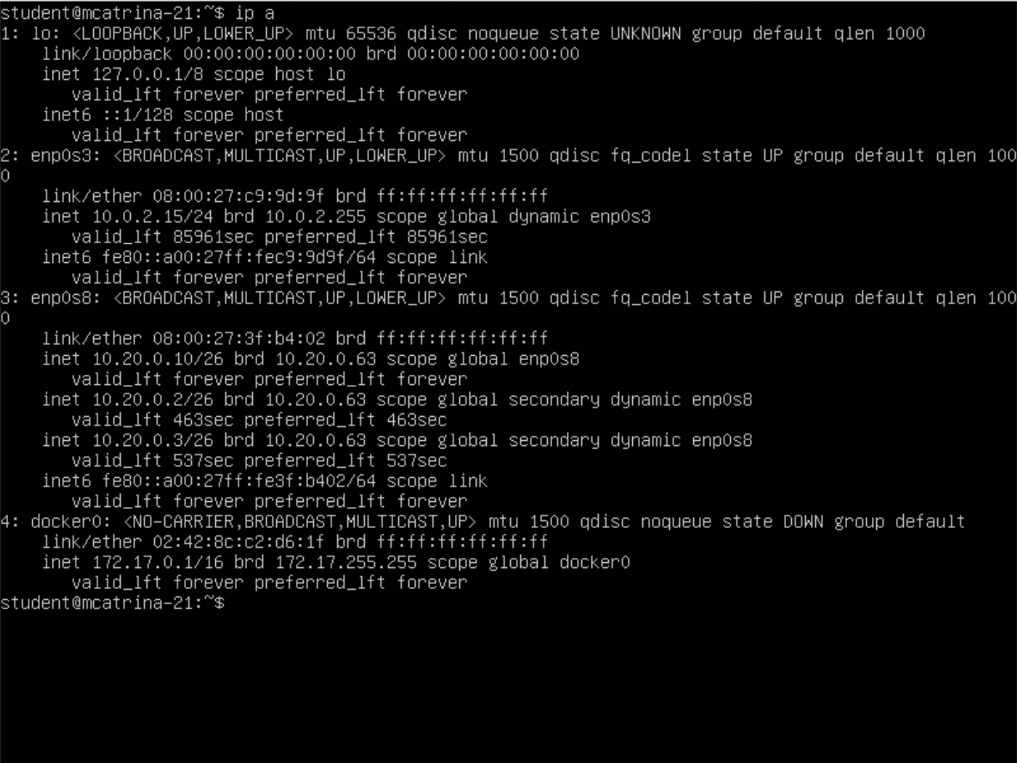 student@mcatrina-21:~$ ip a
1: lo: <LOOPBACK,UP,LOWER_UP> mtu 65536 qdisc noqueue state UNKNOWN group default qlen 1000
    link/loopback 00:00:00:00:00:00 brd 00:00:00:00:00:00
    inet 127.0.0.1/8 scope host lo
       valid_lft forever preferred_lft forever
    inet6 ::1/128 scope host
       valid_lft forever preferred_lft forever
2: enp0s3: <BROADCAST,MULTICAST,UP,LOWER_UP> mtu 1500 qdisc fq_codel state UP group default qlen 100
0
    link/ether 08:00:27:c9:9d:9f brd ff:ff:ff:ff:ff:ff
    inet 10.0.2.15/24 brd 10.0.2.255 scope global dynamic enp0s3
       valid_lft 85961sec preferred_lft 85961sec
    inet6 fe80::a00:27ff:fec9:9d9f/64 scope link
       valid_lft forever preferred_lft forever
3: enp0s8: <BROADCAST,MULTICAST,UP,LOWER_UP> mtu 1500 qdisc fq_codel state UP group default qlen 100
0
    link/ether 08:00:27:3f:b4:02 brd ff:ff:ff:ff:ff:ff
    inet 10.20.0.10/26 brd 10.20.0.63 scope global enp0s8
       valid_lft forever preferred_lft forever
    inet 10.20.0.2/26 brd 10.20.0.63 scope global secondary dynamic enp0s8
       valid_lft 463sec preferred_lft 463sec
    inet 10.20.0.3/26 brd 10.20.0.63 scope global secondary dynamic enp0s8
       valid_lft 537sec preferred_lft 537sec
    inet6 fe80::a00:27ff:fe3f:b402/64 scope link
       valid_lft forever preferred_lft forever
4: docker0: <NO-CARRIER,BROADCAST,MULTICAST,UP> mtu 1500 qdisc noqueue state DOWN group default
    link/ether 02:42:8c:c2:d6:1f brd ff:ff:ff:ff:ff:ff
    inet 172.17.0.1/16 brd 172.17.255.255 scope global docker0
       valid_lft forever preferred_lft forever
student@mcatrina-21:~$